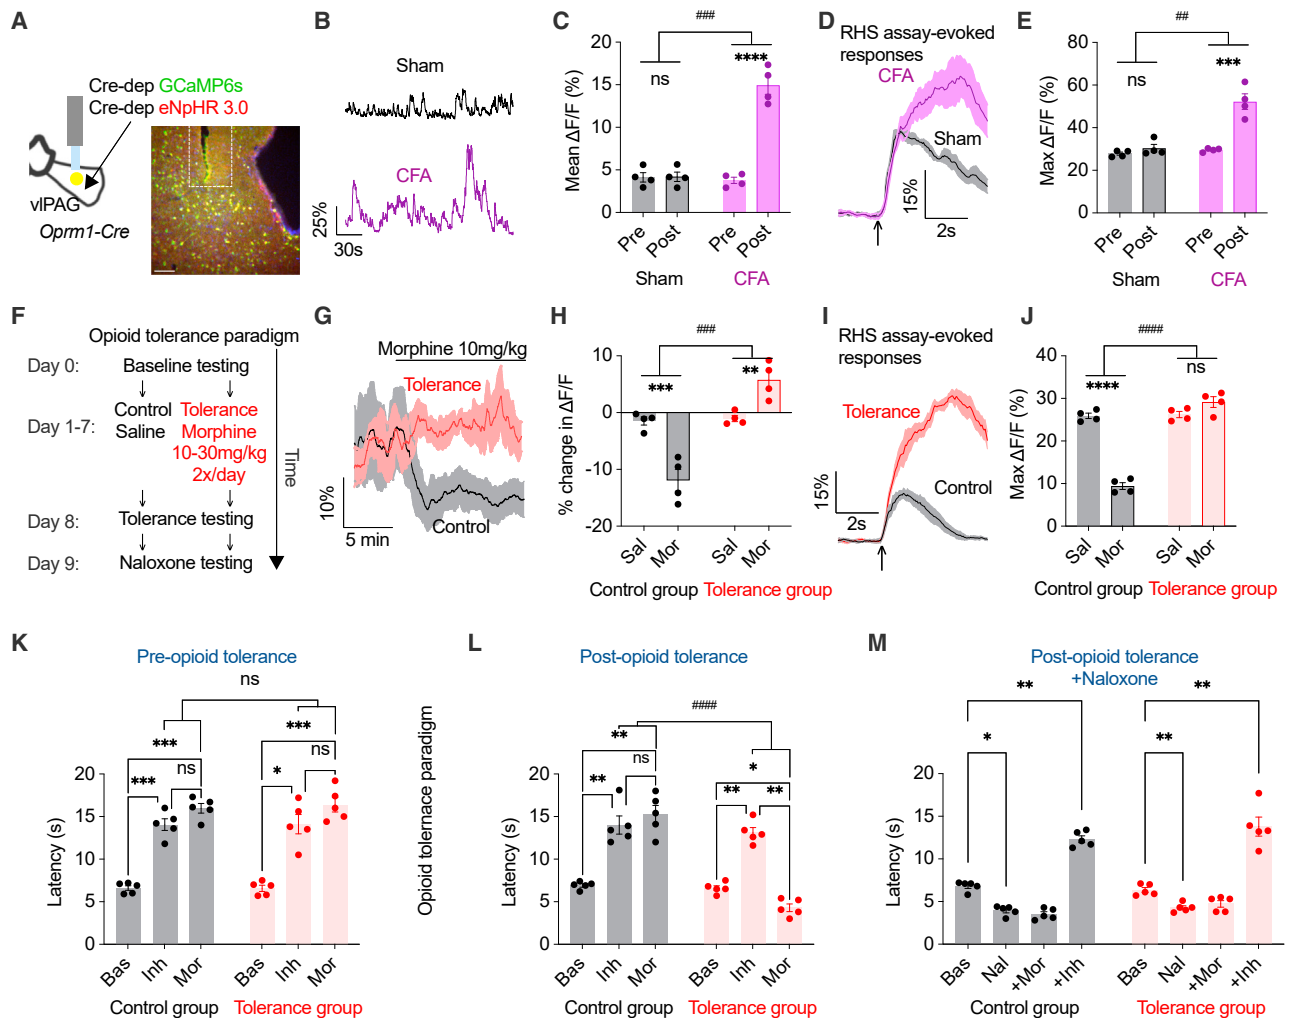 A
Cre-dep GCaMP6s
Cre-dep eNpHR 3.0
vlPAG
Oprm1-Cre
B
Sham
CFA
25%
30s
C
###
ns
****
20
15
10
5
0
Mean ΔF/F (%)
Pre
Post
Pre
Post
Sham
CFA
D
RHS assay-evoked
responses
CFA
Sham
15%
2s
E
##
ns
***
80
60
40
20
0
Max ΔF/F (%)
Pre
Post
Pre
Post
Sham
CFA
F
Opioid tolerance paradigm
Day 0:
Baseline testing
Day 1-7:
Control
Saline
Tolerance
Morphine
10-30mg/kg
2x/day
Time
Day 8:
Tolerance testing
Day 9:
Naloxone testing
G
Morphine 10mg/kg
Tolerance
Control
10%
5 min
H
###
***
**
10
0
-10
-20
% change in ΔF/F
Sal
Mor
Sal
Mor
Control group
Tolerance group
I
RHS assay-evoked
responses
Tolerance
Control
15%
2s
J
####
****
ns
40
30
20
10
0
Max ΔF/F (%)
Sal
Mor
Sal
Mor
Control group
Tolerance group
K
Pre-opioid tolerance
ns
***
***
ns
***
*
ns
20
15
10
5
0
Latency (s)
Bas
Inh
Mor
Bas
Inh
Mor
Control group
Tolerance group
Opioid tolernace paradigm
L
Post-opioid tolerance
####
**
**
ns
*
**
**
20
15
10
5
0
Latency (s)
Bas
Inh
Mor
Bas
Inh
Mor
Control group
Tolerance group
M
Post-opioid tolerance
+Naloxone
**
*
**
**
20
15
10
5
0
Latency (s)
Bas
Nal
+Mor
+Inh
Bas
Nal
+Mor
+Inh
Control group
Tolerance group